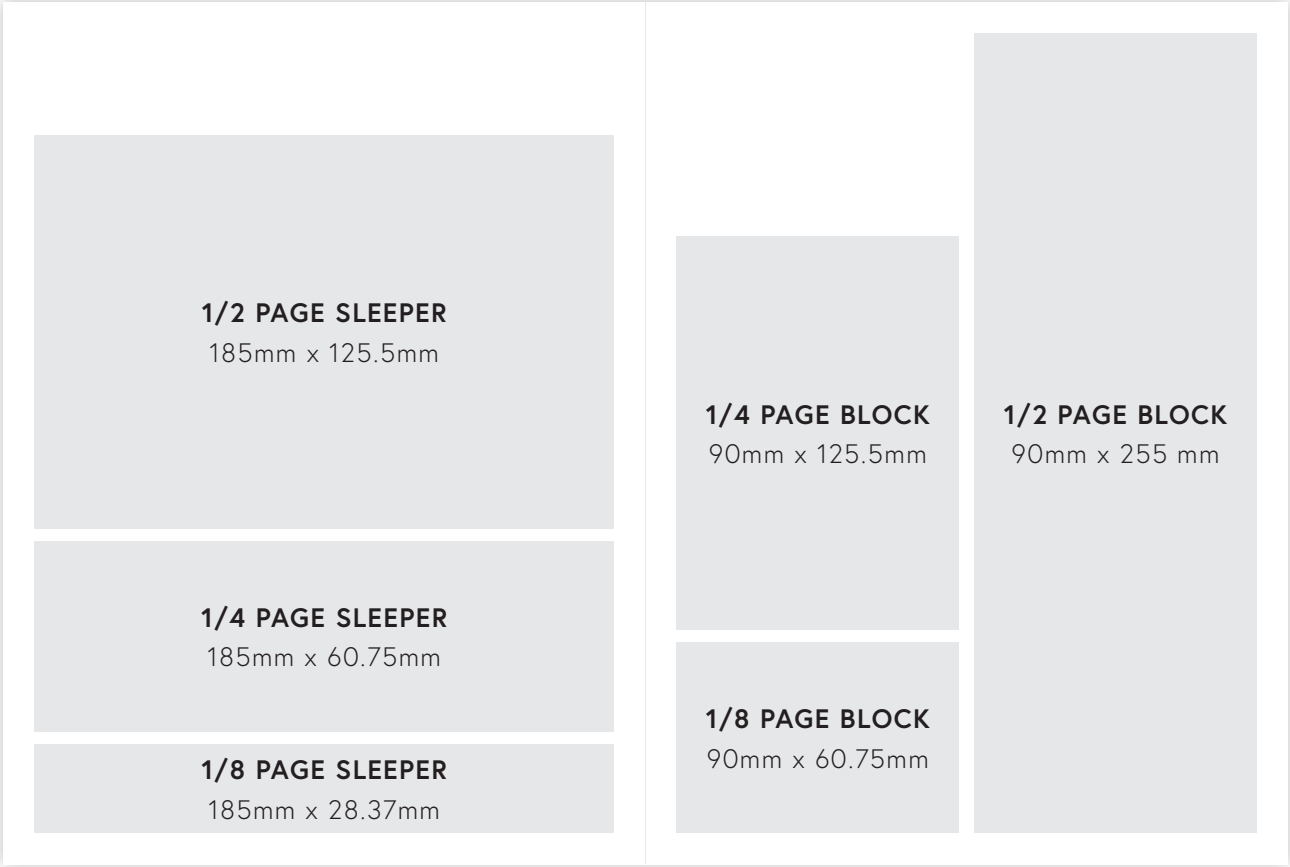 1/2 PAGE SLEEPER
185mm x 125.5mm
1/4 PAGE SLEEPER
185mm x 60.75mm
1/8 PAGE SLEEPER
185mm x 28.37mm
1/4 PAGE BLOCK
90mm x 125.5mm
1/8 PAGE BLOCK
90mm x 60.75mm
1/2 PAGE BLOCK
90mm x 255 mm